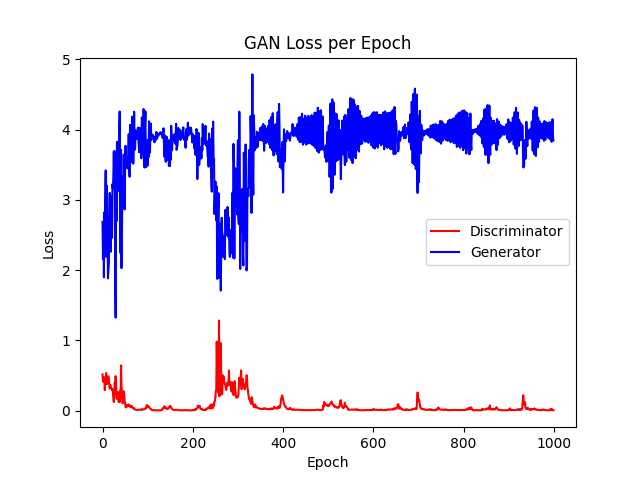 GAN Loss per Epoch
5
4
3
2
1
0
Loss
Discriminator
Generator
0 200 400 600 800 1000
Epoch